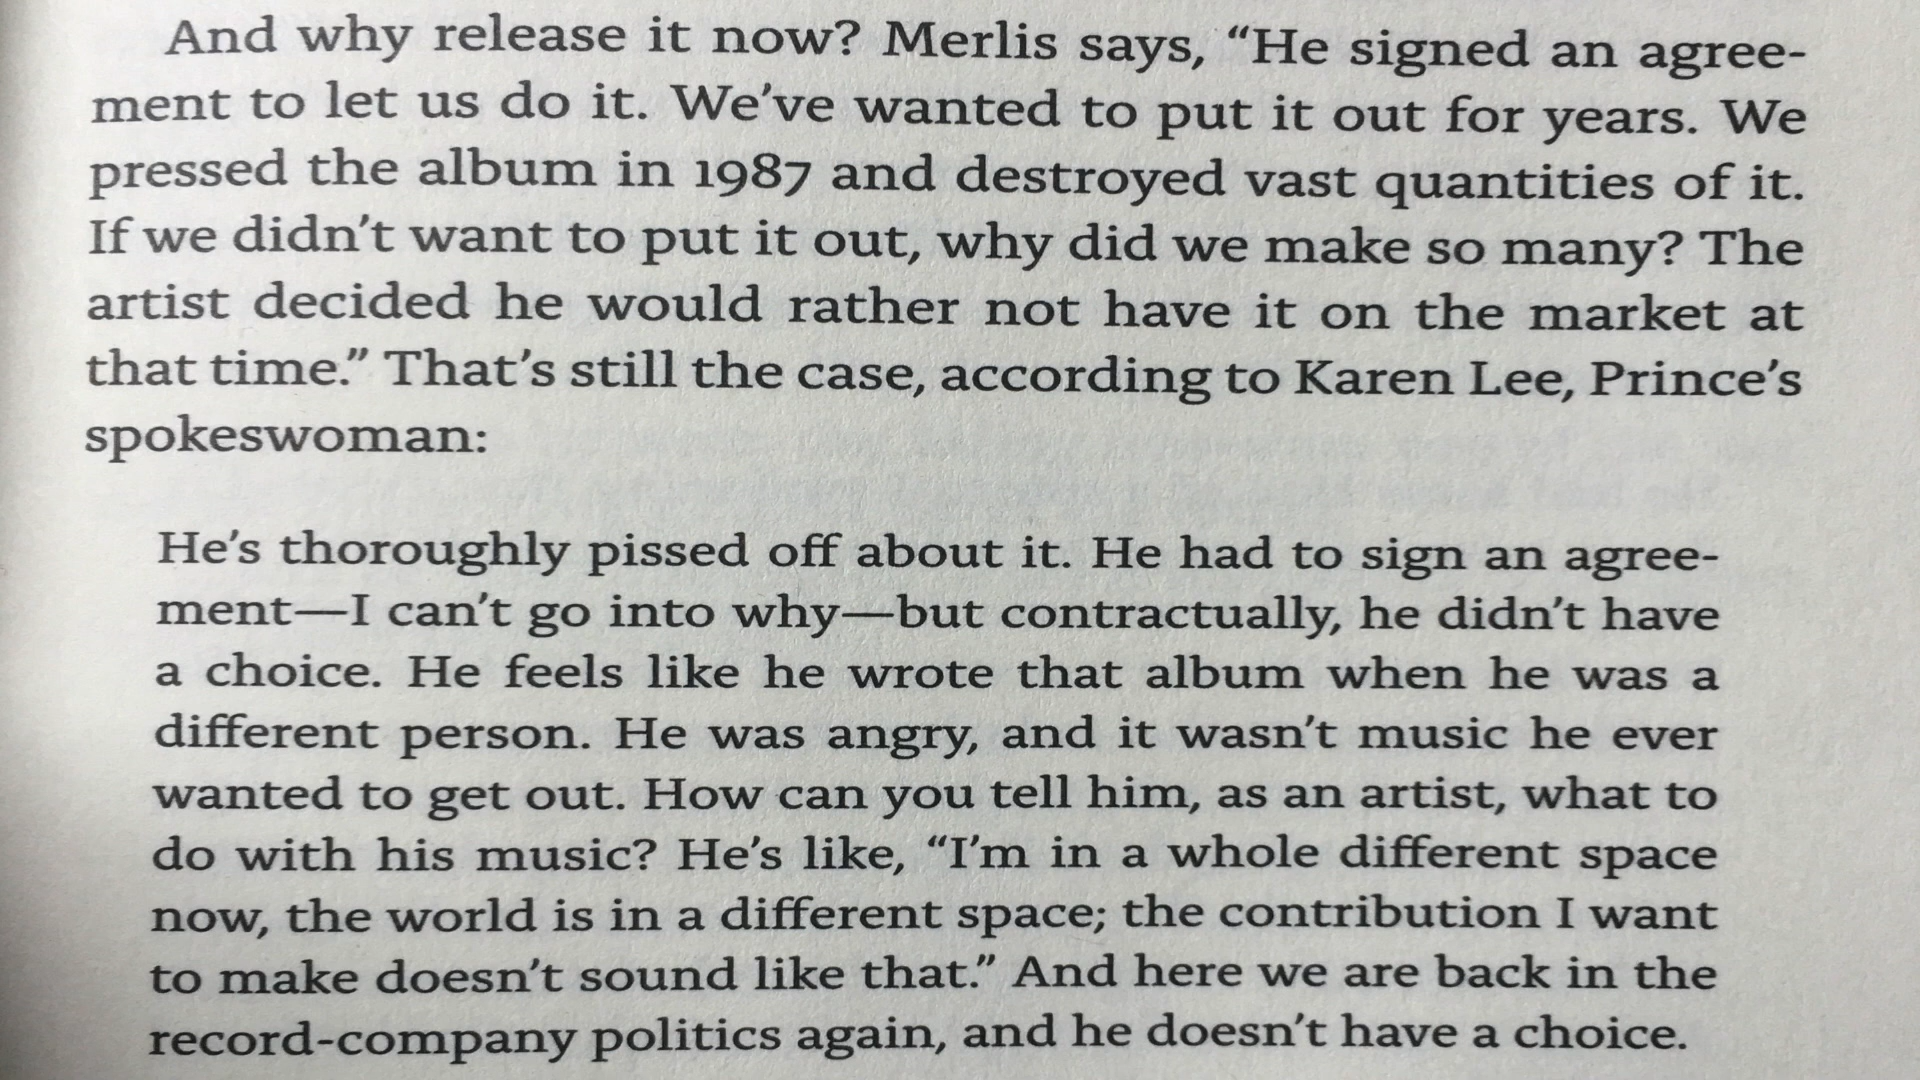 And why release it now? Merlis says, “He signed an agree-
ment to let us do it. We’ve wanted to put it out for years. We
pressed the album in 1987 and destroyed vast quantities of it.
If we didn’t want to put it out, why did we make so many? The
artist decided he would rather not have it on the market at
that time.” That’s still the case, according to Karen Lee, Prince’s
spokeswoman:
He’s thoroughly pissed off about it. He had to sign an agree-
ment—I can’t go into why—but contractually, he didn’t have
a choice. He feels like he wrote that album when he was a
different person. He was angry, and it wasn’t music he ever
wanted to get out. How can you tell him, as an artist, what to
do with his music? He’s like, “I’m in a whole different space
now, the world is in a different space; the contribution I want
to make doesn’t sound like that.” And here we are back in the
record-company politics again, and he doesn’t have a choice.